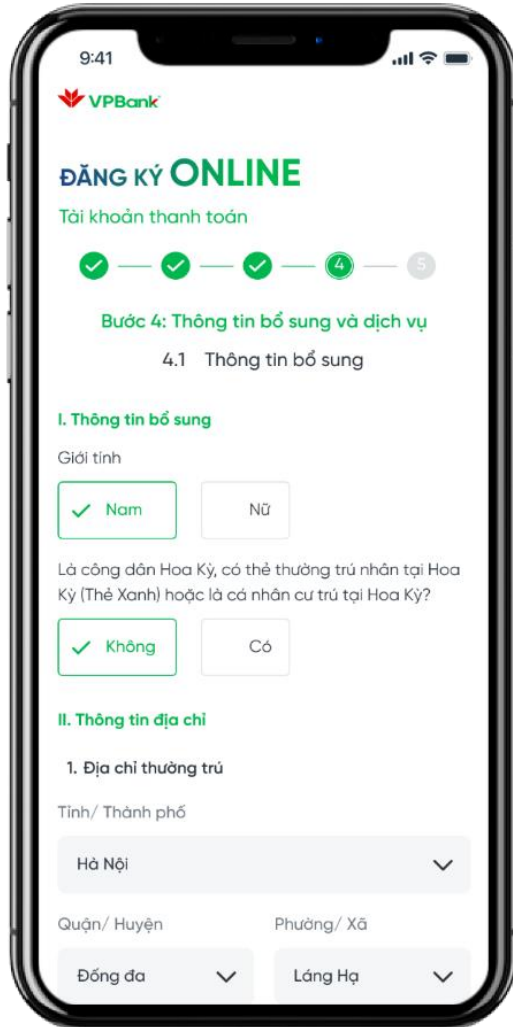 9:41
VPBank
ĐĂNG KÝ ONLINE
Tài khoản thanh toán
4
5
Bước 4: Thông tin bổ sung và dịch vụ
4.1 Thông tin bổ sung
I. Thông tin bổ sung
Giới tính
Nam
Nữ
Là công dân Hoa Kỳ, có thẻ thường trú nhân tại Hoa
Kỳ (Thẻ Xanh) hoặc là cá nhân cư trú tại Hoa Kỳ?
Không
Có
II. Thông tin địa chỉ
1. Địa chỉ thường trú
Tỉnh/ Thành phố
Hà Nội
Quận/ Huyện
Phường/ Xã
Đống đa
Láng Hạ